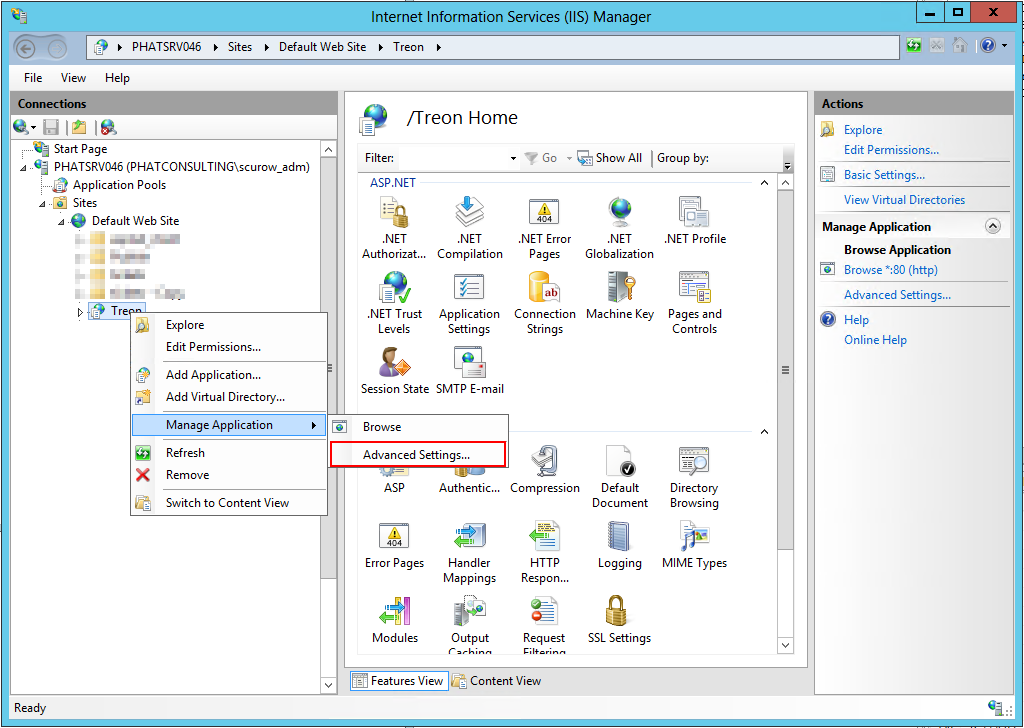 Internet Information Services (IIS) Manager
PHATSRV046 Sites Default Web Site Treon
File View Help
Connections
Start Page
PHATSRV046 (PHATCONSULTING\scurow_adm)
Application Pools
Sites
Default Web Site
Treon
Explore
Edit Permissions...
Add Application...
Add Virtual Directory...
Manage Application
Refresh
Remove
Switch to Content View
Browse
Advanced Settings...
/Treon Home
Filter: Go Show All Group by:
ASP.NET
.NET Authorizat...
.NET Compilation
.NET Error Pages
.NET Globalization
.NET Profile
.NET Trust Levels
Application Settings
Connection Strings
Machine Key
Pages and Controls
Session State
SMTP E-mail
ASP
Authentic...
Compression
Default Document
Directory Browsing
Error Pages
Handler Mappings
HTTP Respon...
Logging
MIME Types
Modules
Output Caching
Request Filtering
SSL Settings
Features View Content View
Actions
Explore
Edit Permissions...
Basic Settings...
View Virtual Directories
Manage Application
Browse Application
Browse *:80 (http)
Advanced Settings...
Help
Online Help
Ready